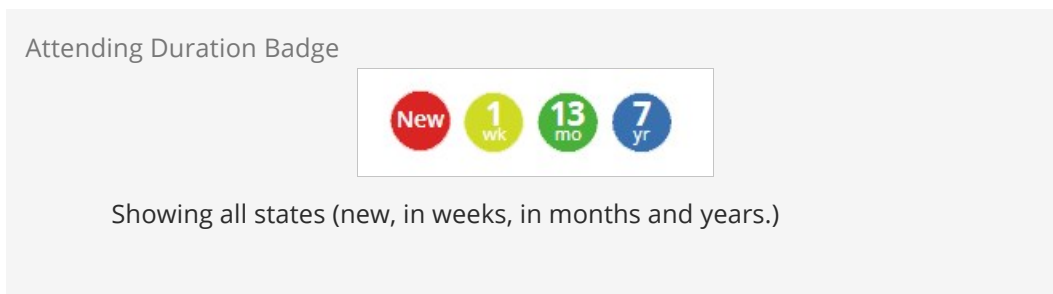 Attending Duration Badge
New 1 13 7
wk mo yr
Showing all states (new, in weeks, in months and years.)